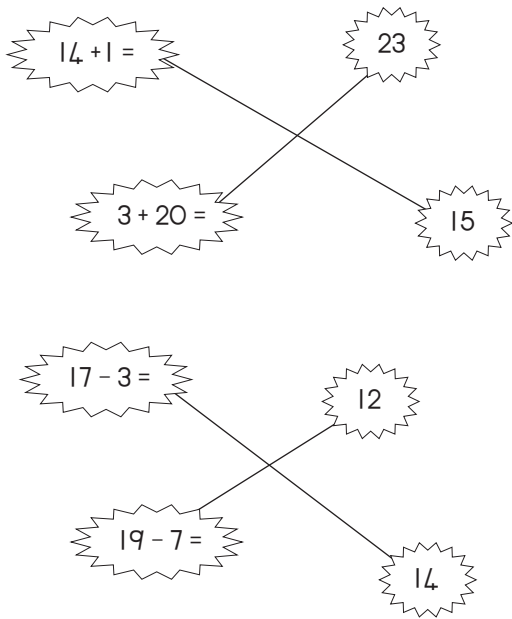 14 + 1 =
23
3 + 20 =
15
17 − 3 =
12
19 − 7 =
14